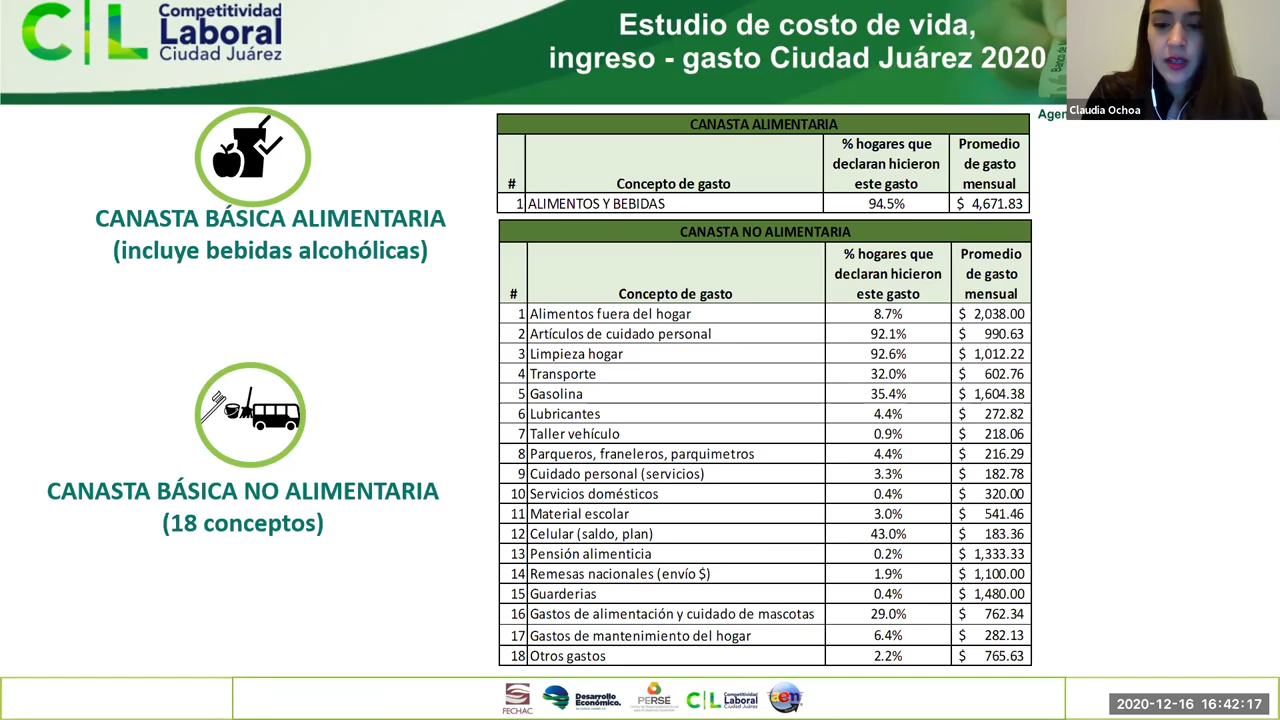 Competitividad
Laboral
Ciudad Juárez
Estudio de costo de vida,
ingreso - gasto Ciudad Juárez 2020
Claudia Ochoa
CANASTA BÁSICA ALIMENTARIA
(incluye bebidas alcohólicas)
CANASTA BÁSICA NO ALIMENTARIA
(18 conceptos)
CANASTA ALIMENTARIA
# Concepto de gasto % hogares que declaran hicieron este gasto Promedio de gasto mensual
1 ALIMENTOS Y BEBIDAS 94.5% $ 4,671.83
CANASTA NO ALIMENTARIA
# Concepto de gasto % hogares que declaran hicieron este gasto Promedio de gasto mensual
1 Alimentos fuera del hogar 8.7% $ 2,038.00
2 Artículos de cuidado personal 92.1% $ 990.63
3 Limpieza hogar 92.6% $ 1,012.22
4 Transporte 32.0% $ 602.76
5 Gasolina 35.4% $ 1,604.38
6 Lubricantes 4.4% $ 272.82
7 Taller vehículo 0.9% $ 218.06
8 Parqueros, franeleros, parquimetros 4.4% $ 216.29
9 Cuidado personal (servicios) 3.3% $ 182.78
10 Servicios domésticos 0.4% $ 320.00
11 Material escolar 3.0% $ 541.46
12 Celular (saldo, plan) 43.0% $ 183.36
13 Pensión alimenticia 0.2% $ 1,333.33
14 Remesas nacionales (envío $) 1.9% $ 1,100.00
15 Guarderias 0.4% $ 1,480.00
16 Gastos de alimentación y cuidado de mascotas 29.0% $ 762.34
17 Gastos de mantenimiento del hogar 6.4% $ 282.13
18 Otros gastos 2.2% $ 765.63
FECHAC
Desarrollo
Económico.
PERSÉ
CL Competitividad
Laboral
Ciudad Juárez
2020-12-16 16:42:17